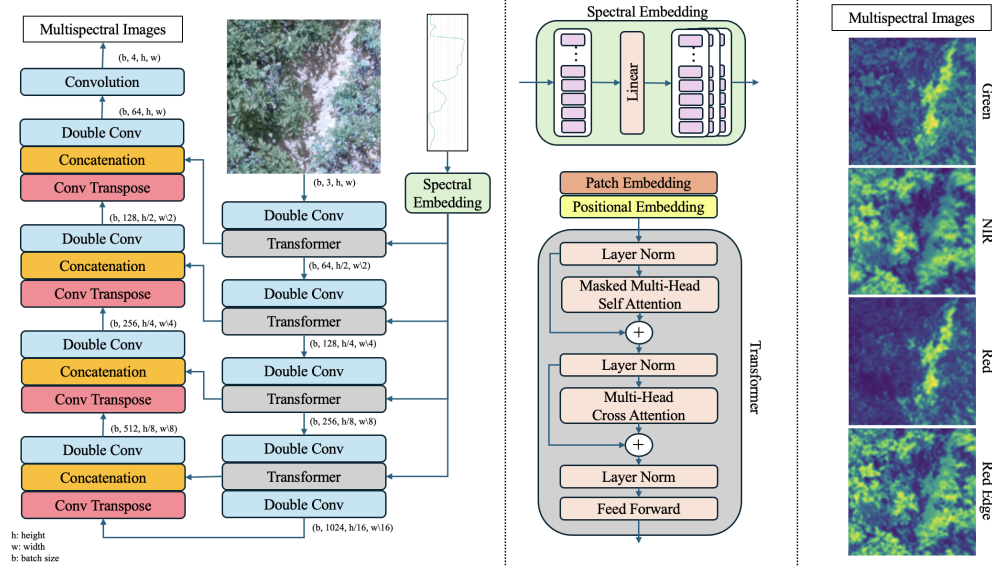 Multispectral Images
(b, 4, h, w)
Convolution
(b, 64, h, w)
Double Conv
Concatenation
Conv Transpose
(b, 128, h/2, w\2)
Double Conv
Concatenation
Conv Transpose
(b, 256, h/4, w\4)
Double Conv
Concatenation
Conv Transpose
(b, 512, h/8, w\8)
Double Conv
Concatenation
Conv Transpose
h: height
w: width
b: batch size
(b, 3, h, w)
Double Conv
Transformer
(b, 64, h/2, w\2)
Double Conv
Transformer
(b, 128, h/4, w\4)
Double Conv
Transformer
(b, 256, h/8, w\8)
Double Conv
Transformer
Double Conv
(b, 1024, h/16, w\16)
Spectral
Embedding
Spectral Embedding
Linear
Patch Embedding
Positional Embedding
Layer Norm
Masked Multi-Head
Self Attention
+
Layer Norm
Multi-Head
Cross Attention
+
Layer Norm
Feed Forward
Transformer
Multispectral Images
Green
NIR
Red
Red Edge